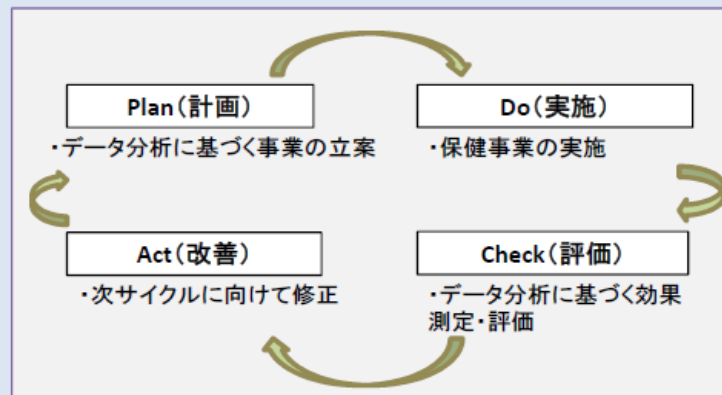 Plan（計画）
・データ分析に基づく事業の立案
Do（実施）
・保健事業の実施
Act（改善）
・次サイクルに向けて修正
Check（評価）
・データ分析に基づく効果
測定・評価